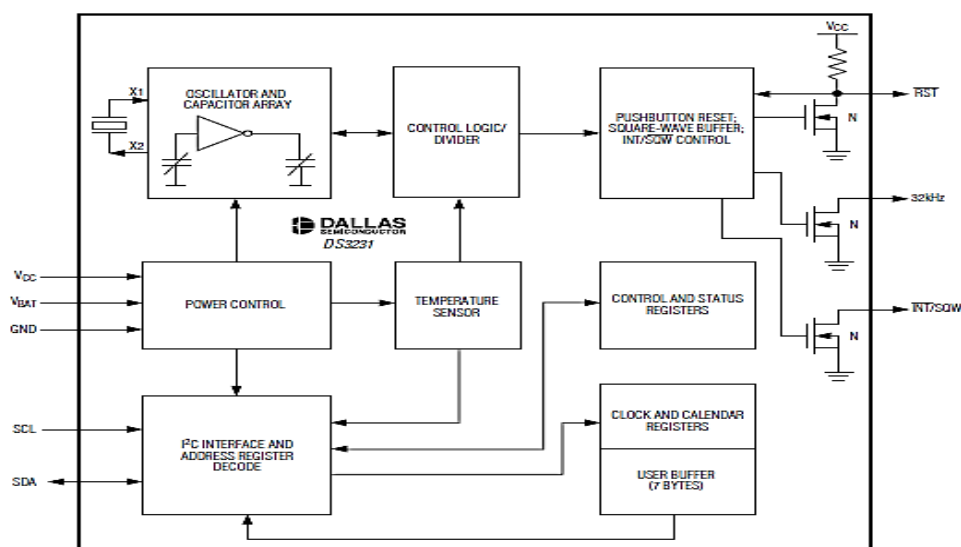 VCC
X1
OSCILLATOR AND
CAPACITOR ARRAY
X2
CONTROL LOGIC/
DIVIDER
PUSHBUTTON RESET;
SQUARE-WAVE BUFFER;
INT/SQW CONTROL
RST
N
32kHz
N
DALLAS
SEMICONDUCTOR
DS3231
VCC
VBAT
GND
POWER CONTROL
TEMPERATURE
SENSOR
CONTROL AND STATUS
REGISTERS
INT/SQW
N
SCL
SDA
I²C INTERFACE AND
ADDRESS REGISTER
DECODE
CLOCK AND CALENDAR
REGISTERS
USER BUFFER
(7 BYTES)